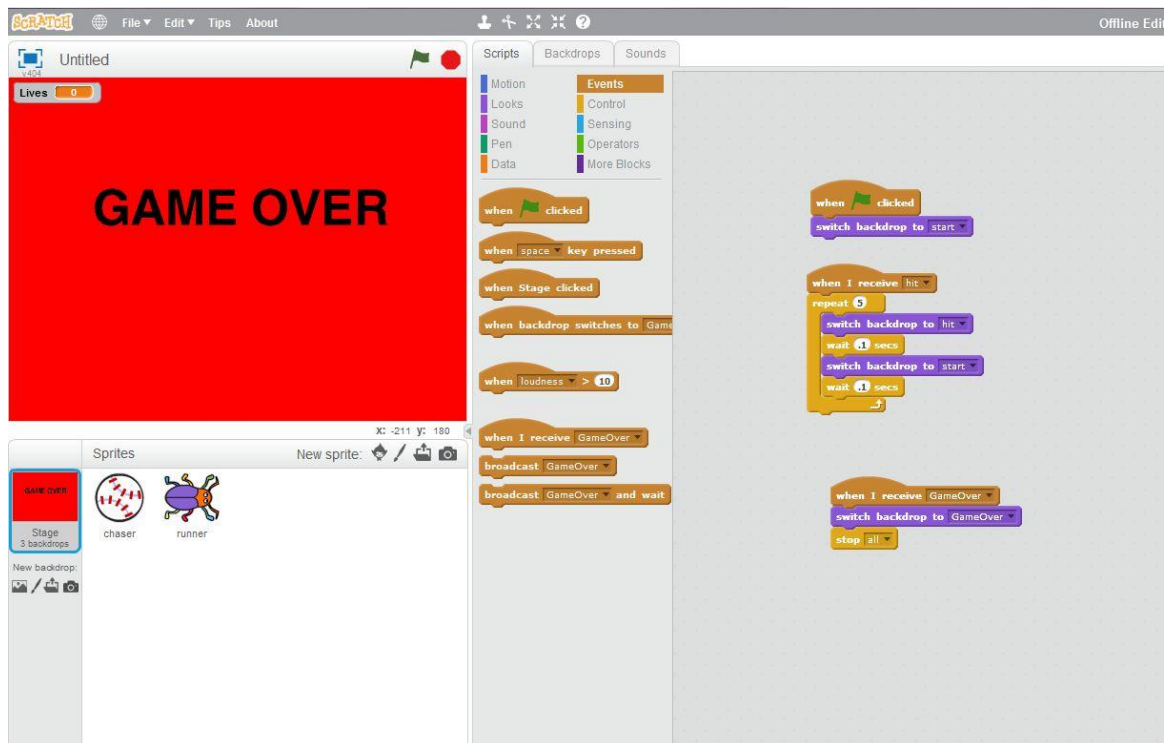 SCRATCH File Edit Tips About Offline Edi
v404 Untitled
Lives 0
GAME OVER
x: -211 y: 180
Sprites New sprite:
GAME OVER
Stage
3 backdrops
New backdrop:
chaser runner
Scripts Backdrops Sounds
Motion Events
Looks Control
Sound Sensing
Pen Operators
Data More Blocks
when clicked
when space key pressed
when Stage clicked
when backdrop switches to Game
when loudness > 10
when I receive GameOver
broadcast GameOver
broadcast GameOver and wait
when clicked
switch backdrop to start
when I receive hit
repeat 5
switch backdrop to hit
wait .1 secs
switch backdrop to start
wait .1 secs
when I receive GameOver
switch backdrop to GameOver
stop all